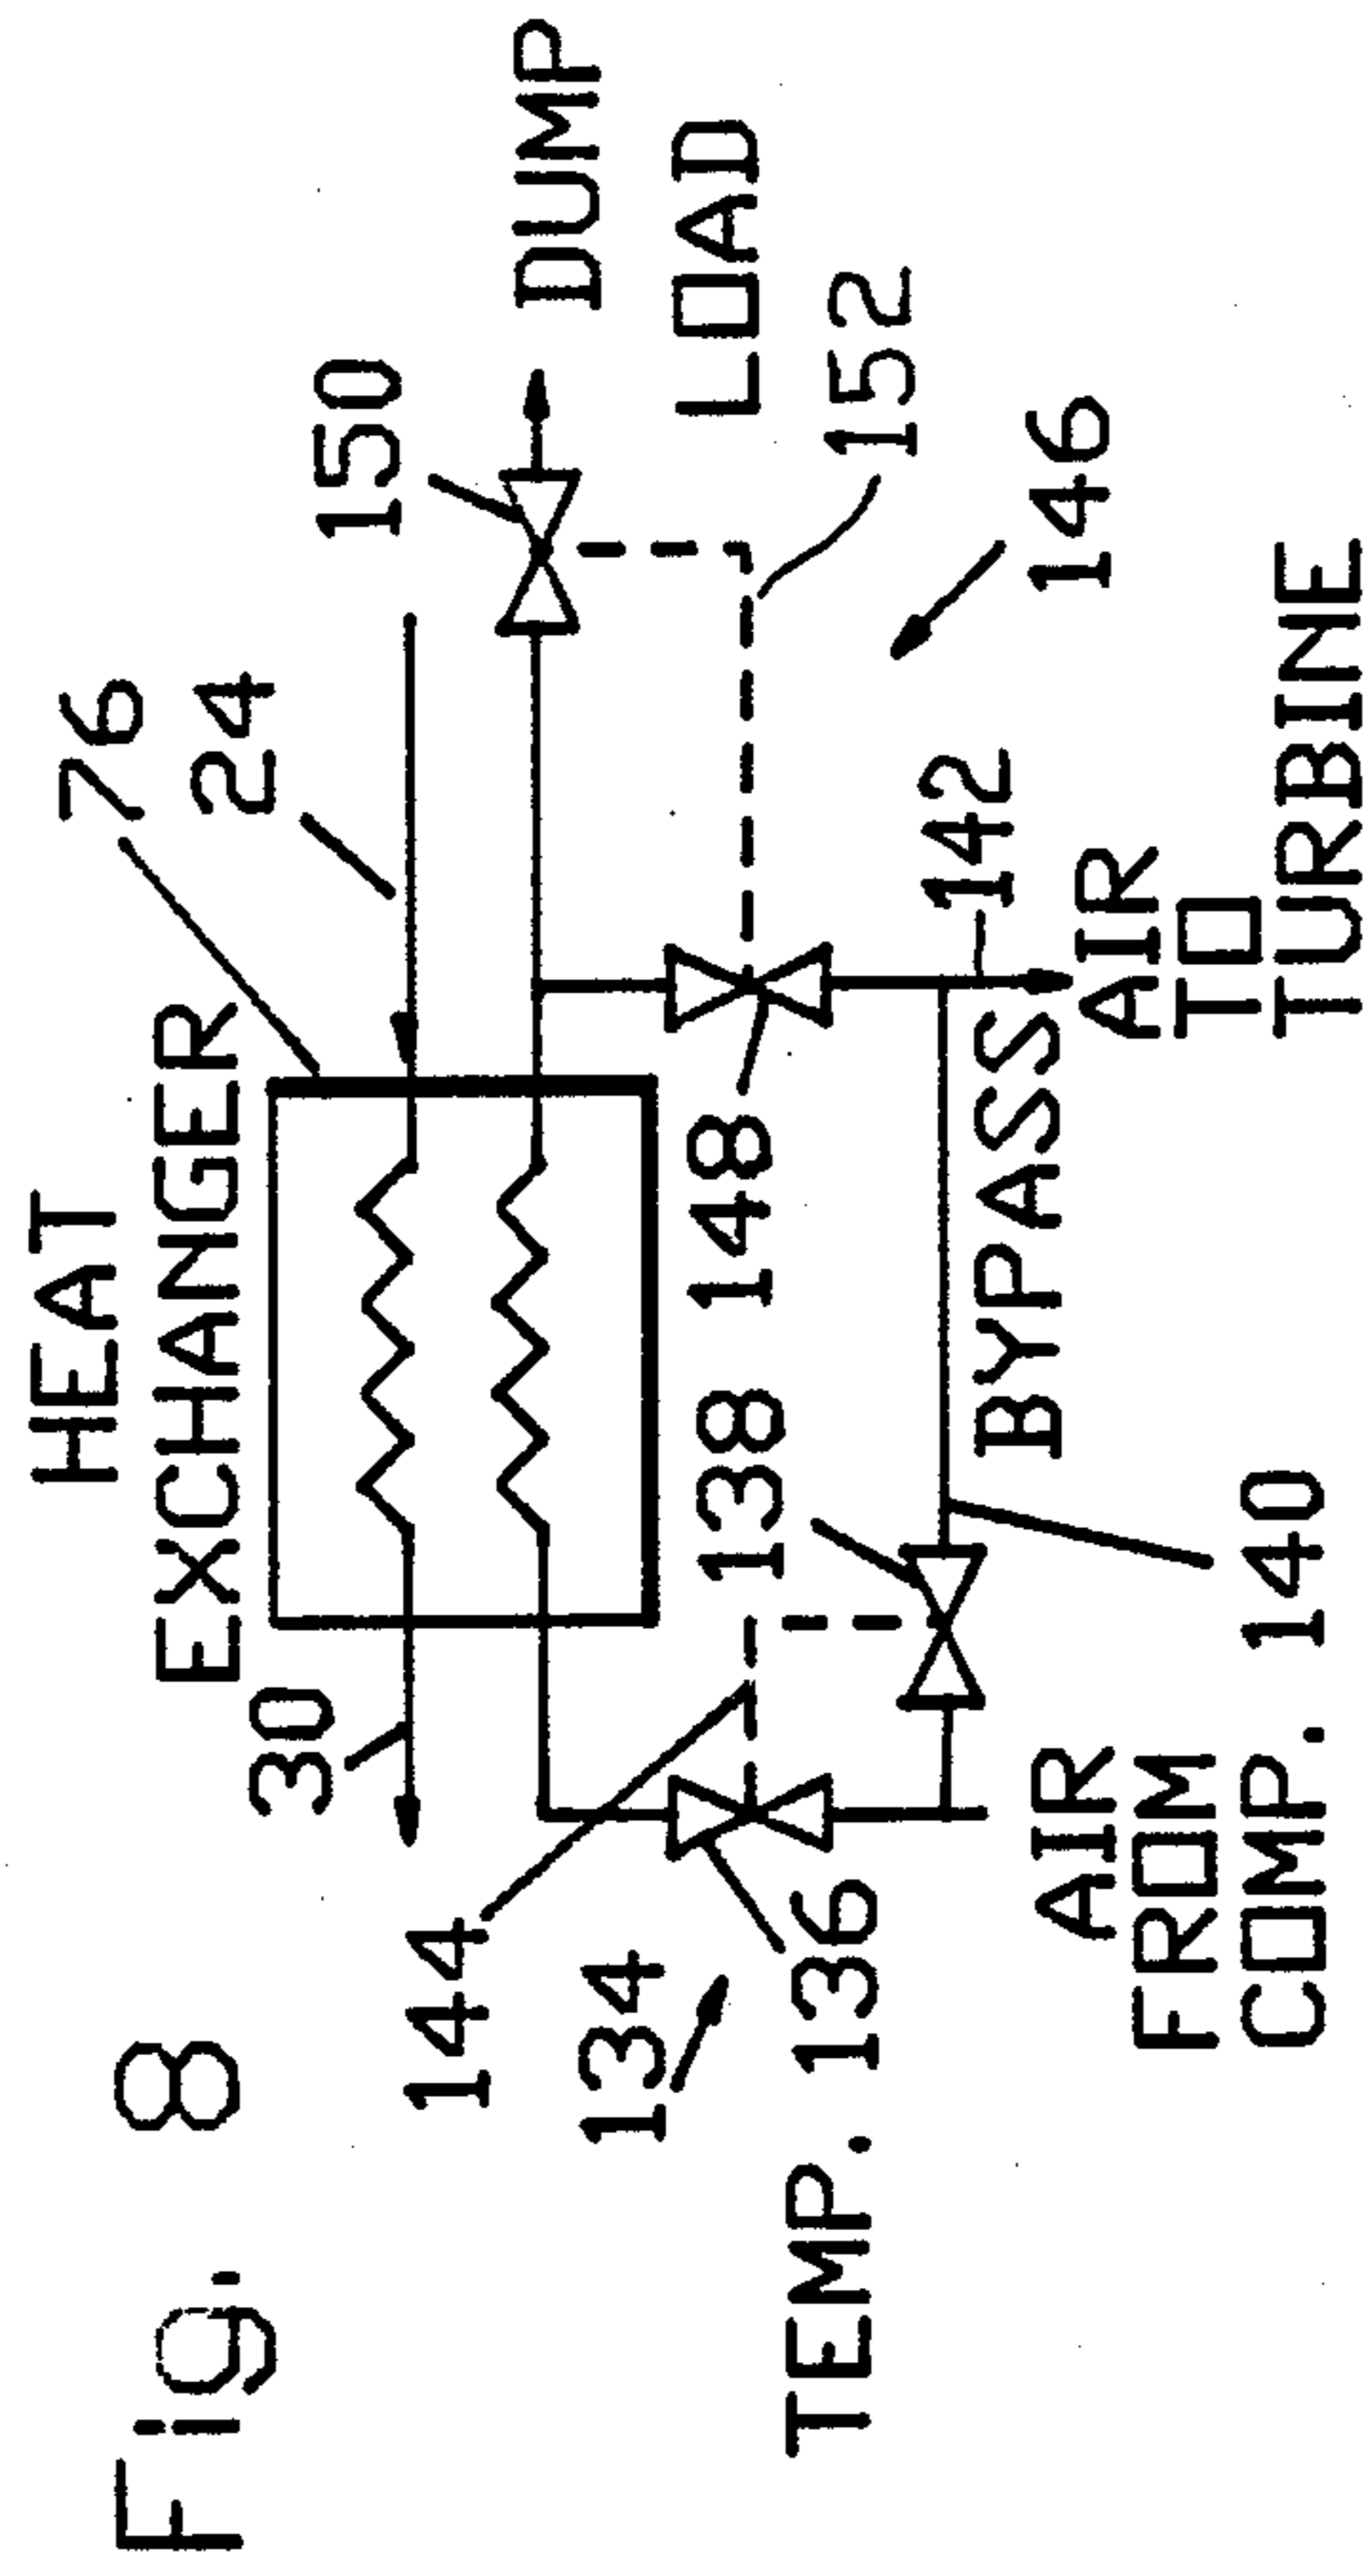 Fig. 8
HEAT
EXCHANGER
76
24
30
150
DUMP
LOAD
152
144
134
TEMP. 136
138
148
146
142
AIR
TO
TURBINE
BYPASS
140
AIR
FROM
COMP.